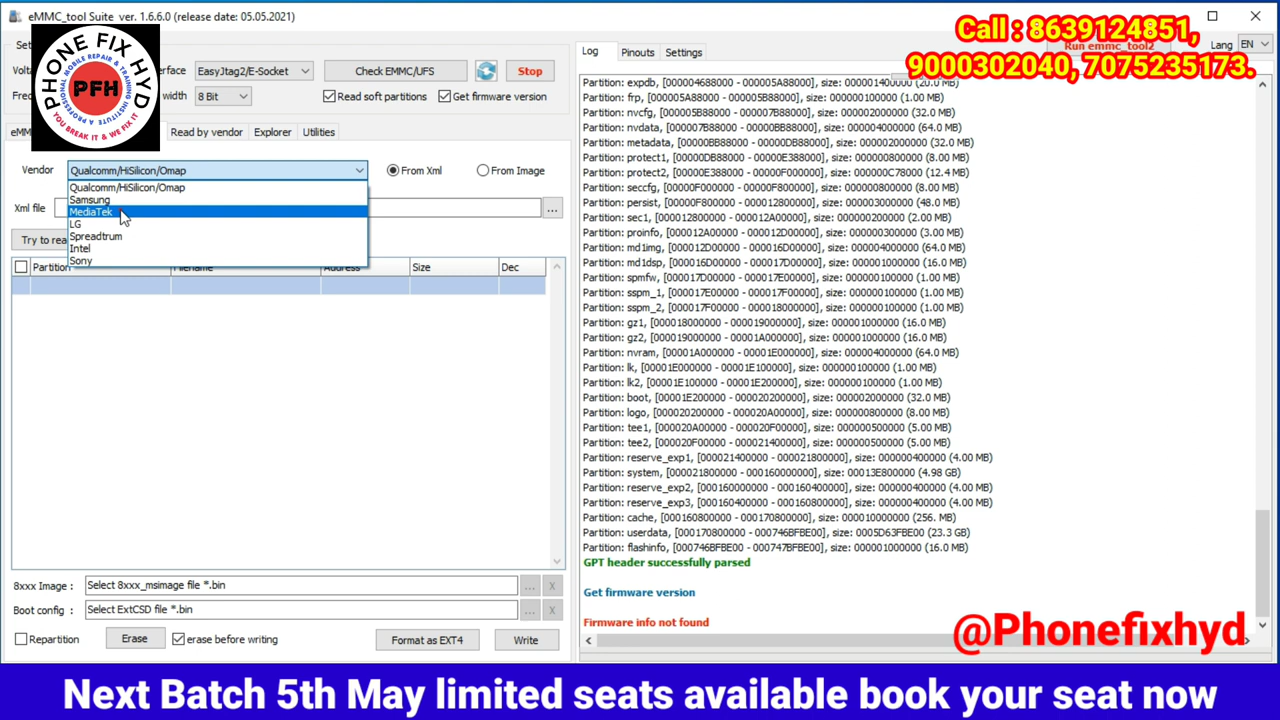 eMMC_tool Suite ver. 1.6.6.0 (release date: 05.05.2021)
Call : 8639124851,
9000302040, 7075235173.
Run emmc_tool2
Lang EN
PHONE FIX HYD
A PROFESSIONAL MOBILE REPAIR & TRAINING INSTITUTE
PFH
YOU BREAK IT & WE FIX IT
EasyJtag2/E-Socket
Check EMMC/UFS
Stop
width 8 Bit
Read soft partitions
Get firmware version
Read by vendor
Explorer
Utilities
Vendor Qualcomm/HiSilicon/Omap
From Xml
From Image
Qualcomm/HiSilicon/Omap
Samsung
MediaTek
LG
Spreadtrum
Intel
Sony
Xml file
...
Try to rea
Partition Filename Address Size Dec
8xxx Image : Select 8xxx_msimage file *.bin ... X
Boot config : Select ExtCSD file *.bin ... X
Repartition Erase erase before writing Format as EXT4 Write
Log Pinouts Settings
Partition: expdb, [000004688000 - 000005A88000], size: 000001400000 (20.0 MB)
Partition: frp, [000005A88000 - 000005B88000], size: 000000100000 (1.00 MB)
Partition: nvcfg, [000005B88000 - 000007B88000], size: 000002000000 (32.0 MB)
Partition: nvdata, [000007B88000 - 00000BB88000], size: 000004000000 (64.0 MB)
Partition: metadata, [00000BB88000 - 00000DB88000], size: 000002000000 (32.0 MB)
Partition: protect1, [00000DB88000 - 00000E388000], size: 000000800000 (8.00 MB)
Partition: protect2, [00000E388000 - 00000F000000], size: 000000C78000 (12.4 MB)
Partition: seccfg, [00000F000000 - 00000F800000], size: 000000800000 (8.00 MB)
Partition: persist, [00000F800000 - 000012800000], size: 000003000000 (48.0 MB)
Partition: sec1, [000012800000 - 000012A00000], size: 000000200000 (2.00 MB)
Partition: proinfo, [000012A00000 - 000012D00000], size: 000000300000 (3.00 MB)
Partition: md1img, [000012D00000 - 000016D00000], size: 000004000000 (64.0 MB)
Partition: md1dsp, [000016D00000 - 000017D00000], size: 000001000000 (16.0 MB)
Partition: spmfw, [000017D00000 - 000017E00000], size: 000000100000 (1.00 MB)
Partition: sspm_1, [000017E00000 - 000017F00000], size: 000000100000 (1.00 MB)
Partition: sspm_2, [000017F00000 - 000018000000], size: 000000100000 (1.00 MB)
Partition: gz1, [000018000000 - 000019000000], size: 000001000000 (16.0 MB)
Partition: gz2, [000019000000 - 00001A000000], size: 000001000000 (16.0 MB)
Partition: nvram, [00001A000000 - 00001E000000], size: 000004000000 (64.0 MB)
Partition: lk, [00001E000000 - 00001E100000], size: 000000100000 (1.00 MB)
Partition: lk2, [00001E100000 - 00001E200000], size: 000000100000 (1.00 MB)
Partition: boot, [00001E200000 - 000020200000], size: 000002000000 (32.0 MB)
Partition: logo, [000020200000 - 000020A00000], size: 000000800000 (8.00 MB)
Partition: tee1, [000020A00000 - 000020F00000], size: 000000500000 (5.00 MB)
Partition: tee2, [000020F00000 - 000021400000], size: 000000500000 (5.00 MB)
Partition: reserve_exp1, [000021400000 - 000021800000], size: 000000400000 (4.00 MB)
Partition: system, [000021800000 - 000160000000], size: 00013E800000 (4.98 GB)
Partition: reserve_exp2, [000160000000 - 000160400000], size: 000000400000 (4.00 MB)
Partition: reserve_exp3, [000160400000 - 000160800000], size: 000000400000 (4.00 MB)
Partition: cache, [000160800000 - 000170800000], size: 000010000000 (256. MB)
Partition: userdata, [000170800000 - 000746BFBE00], size: 0005D63FBE00 (23.3 GB)
Partition: flashinfo, [000746BFBE00 - 000747BFBE00], size: 000001000000 (16.0 MB)
GPT header successfully parsed
Get firmware version
Firmware info not found
@Phonefixhyd
Next Batch 5th May limited seats available book your seat now